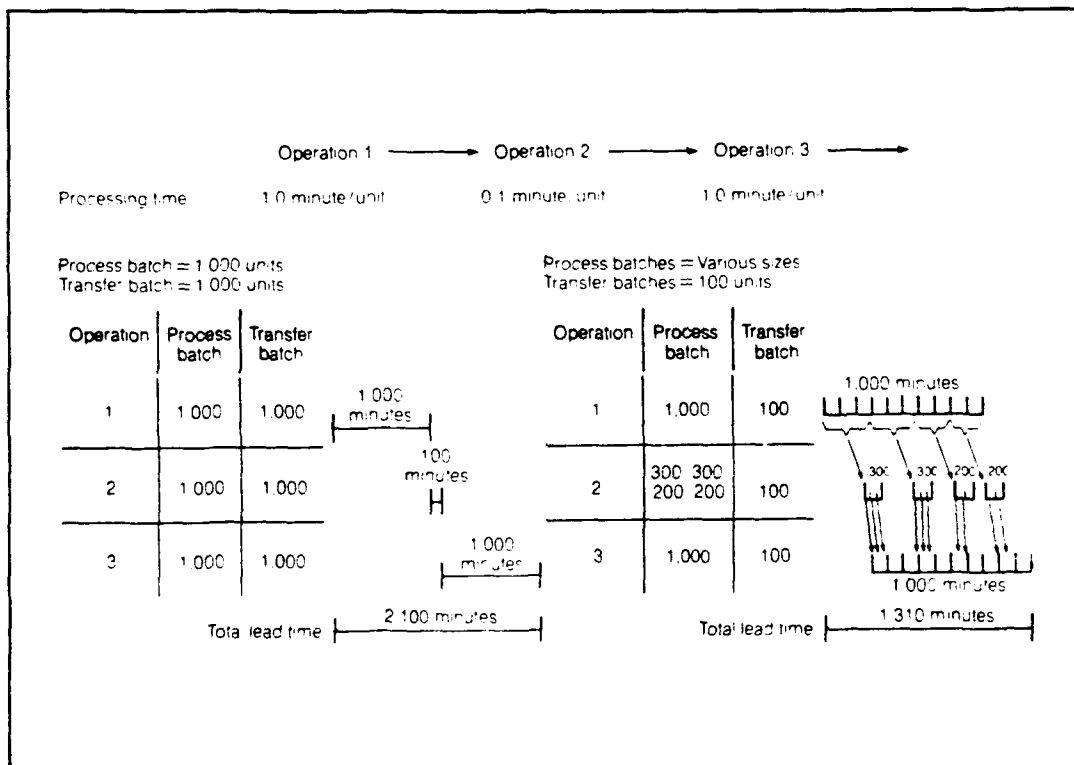 Operation 1 Operation 2 Operation 3
Processing time 1.0 minute/unit 0.1 minute/unit 1.0 minute/unit
Process batch = 1.000 units
Transfer batch = 1.000 units
Operation Process batch Transfer batch
1 1.000 1.000
1.000 minutes
2 1.000 1.000
100 minutes
3 1.000 1.000
1.000 minutes
Total lead time 2.100 minutes
Process batches = Various sizes
Transfer batches = 100 units
Operation Process batch Transfer batch
1 1,000 100
1.000 minutes
2 300 300 100
200 200
300 300 200 200
3 1.000 100
1.000 minutes
Total lead time 1.310 minutes